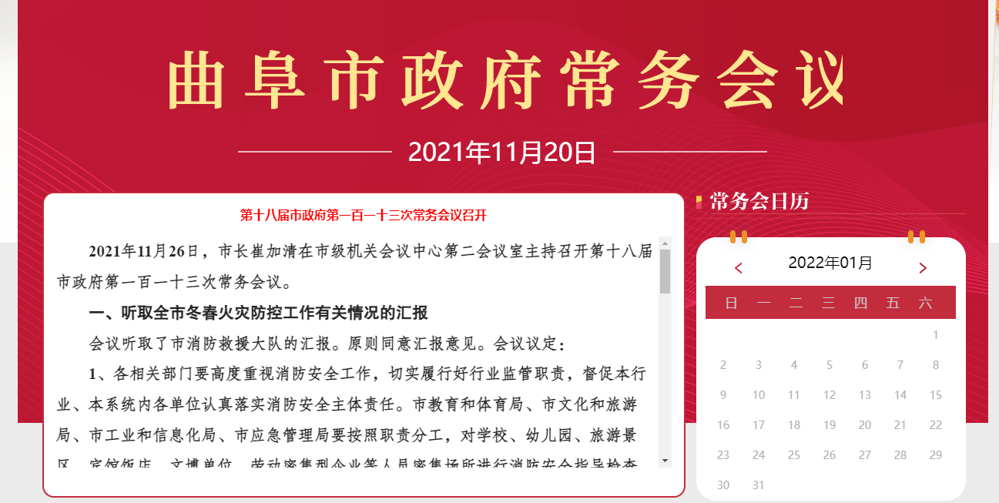 曲阜市政府常务会议
2021年11月20日
第十八届市政府第一百一十三次常务会议召开
2021年11月26日，市长崔加清在市级机关会议中心第二会议室主持召开第十八届
市政府第一百一十三次常务会议。
一、听取全市冬春火灾防控工作有关情况的汇报
会议听取了市消防救援大队的汇报。原则同意汇报意见。会议议定：
1、各相关部门要高度重视消防安全工作，切实履行好行业监管职责，督促本行
业、本系统内各单位认真落实消防安全主体责任。市教育和体育局、市文化和旅游
局、市工业和信息化局、市应急管理局要按照职责分工，对学校、幼儿园、旅游景
区、宾馆饭店、文博单位、劳动密集型企业等人员密集场所进行消防安全指导检查
常务会日历
< 2022年01月 >
日 一 二 三 四 五 六
1
2 3 4 5 6 7 8
9 10 11 12 13 14 15
16 17 18 19 20 21 22
23 24 25 26 27 28 29
30 31